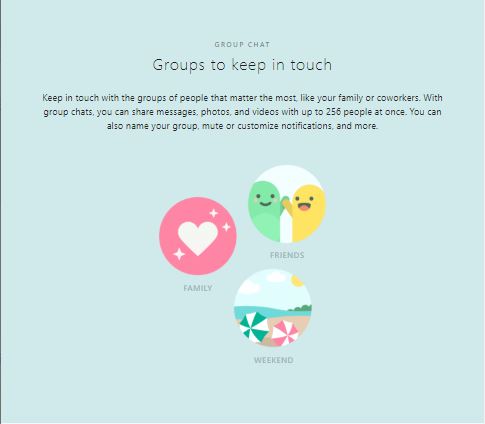 GROUP CHAT
Groups to keep in touch
Keep in touch with the groups of people that matter the most, like your family or coworkers. With
group chats, you can share messages, photos, and videos with up to 256 people at once. You can
also name your group, mute or customize notifications, and more.
FRIENDS
FAMILY
WEEKEND